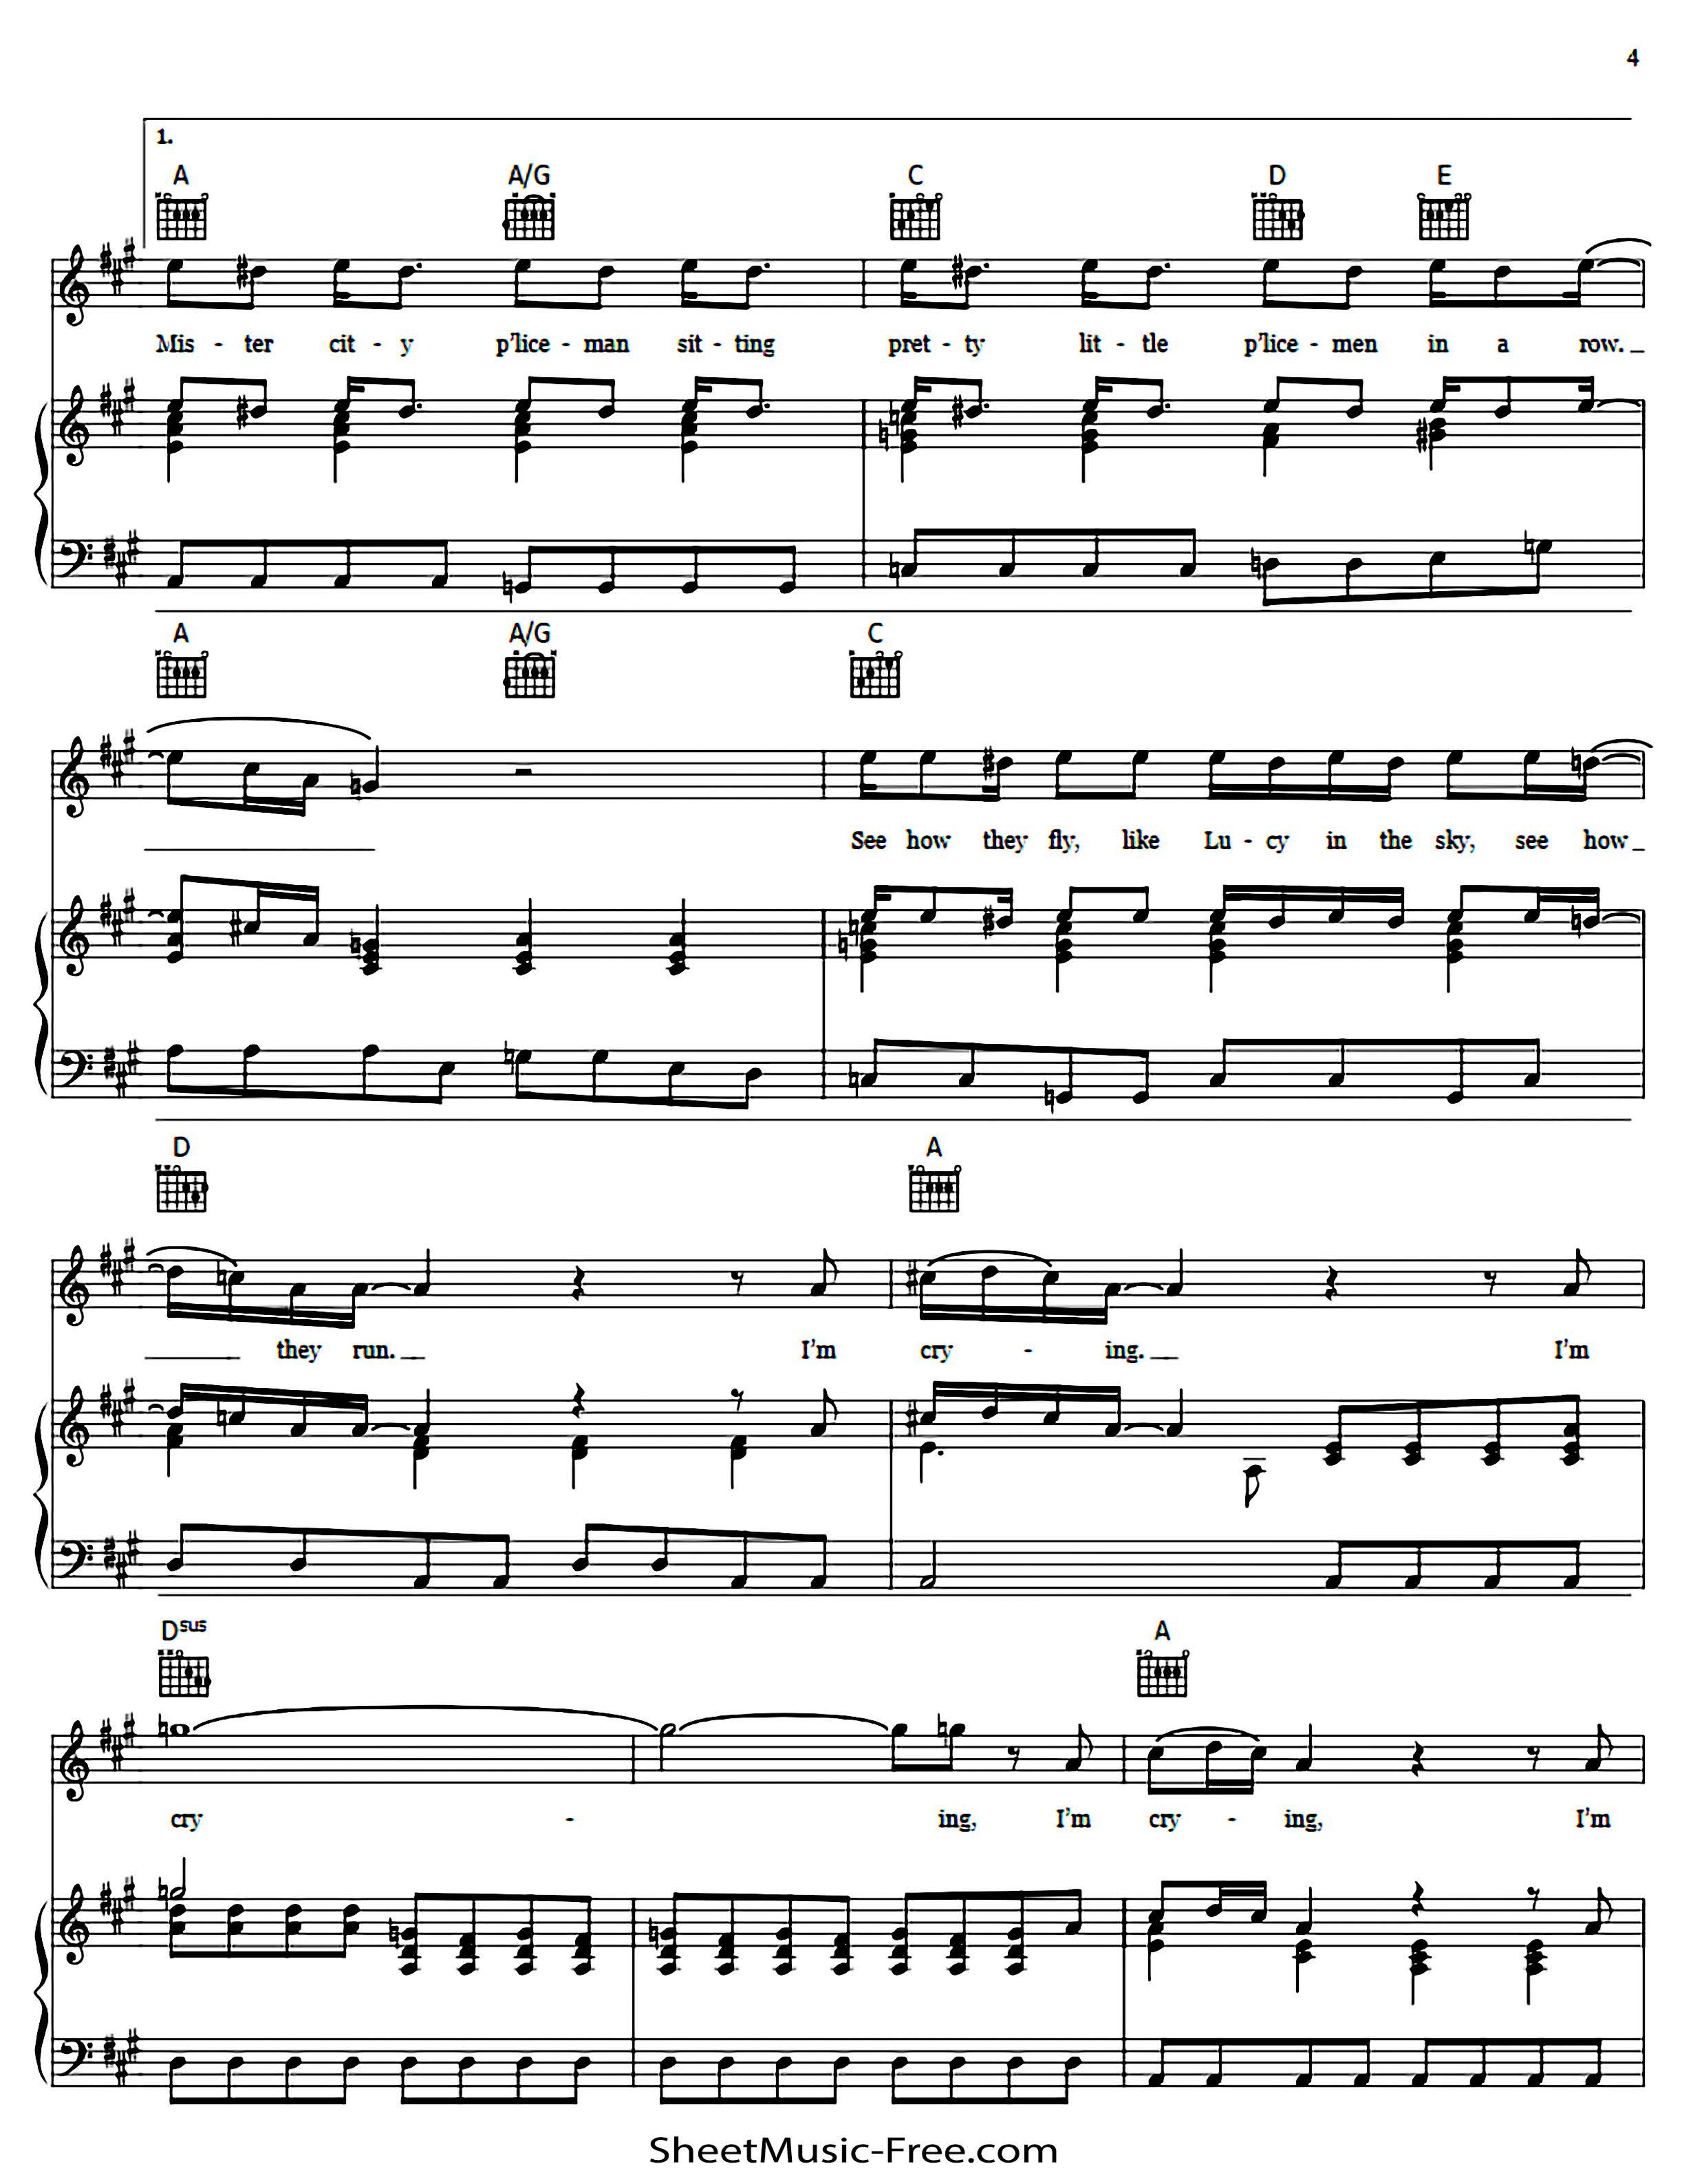 4
1.
A A/G C D E
Mis - ter cit - y p'lice - man sit - ting pret - ty lit - tle p'lice - men in a row.
A A/G C
See how they fly, like Lu - cy in the sky, see how
D A
they run. I'm cry - ing. I'm
Dsus A
cry - ing, I'm cry - ing, I'm
SheetMusic-Free.com